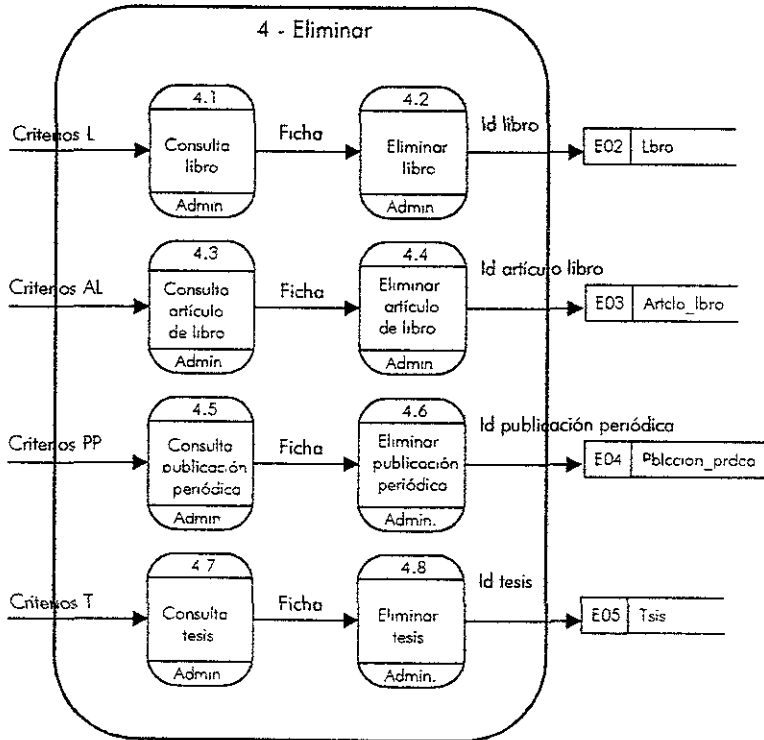 4 - Eliminar
4.1
4.2
Criterios L
Consulta
libro
Ficha
Eliminar
libro
Id libro
E02
Lbro
Admin
Admin
4.3
4.4
Criterios AL
Consulta
artículo
de libro
Ficha
Eliminar
artículo
de libro
Id artículo libro
E03
Artclo_lbro
Admin
Admin
4.5
4.6
Criterios PP
Consulta
publicación
periódica
Ficha
Eliminar
publicación
periódica
Id publicación periódica
E04
Pblccion_prdca
Admin
Admin.
4.7
4.8
Criterios T
Consulta
tesis
Ficha
Eliminar
tesis
Id tesis
E05
Tsis
Admin
Admin.